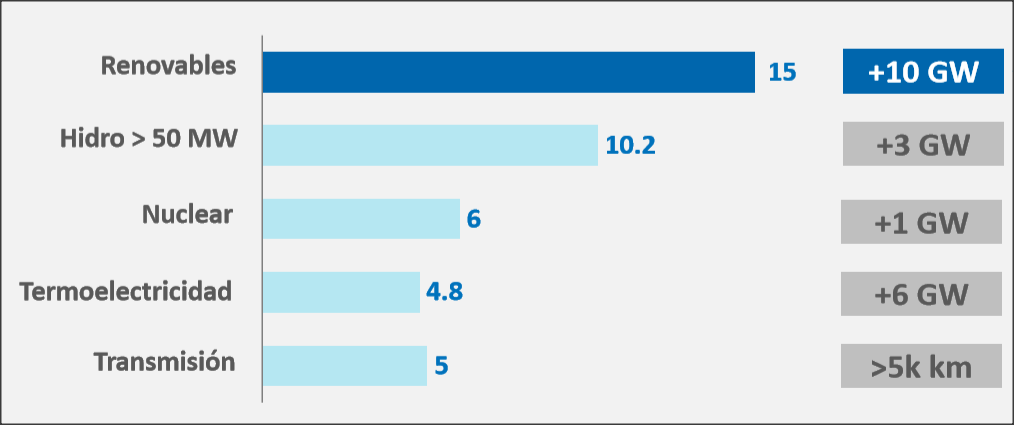 Renovables 15 +10 GW
Hidro > 50 MW 10.2 +3 GW
Nuclear 6 +1 GW
Termoelectricidad 4.8 +6 GW
Transmisión 5 >5k km